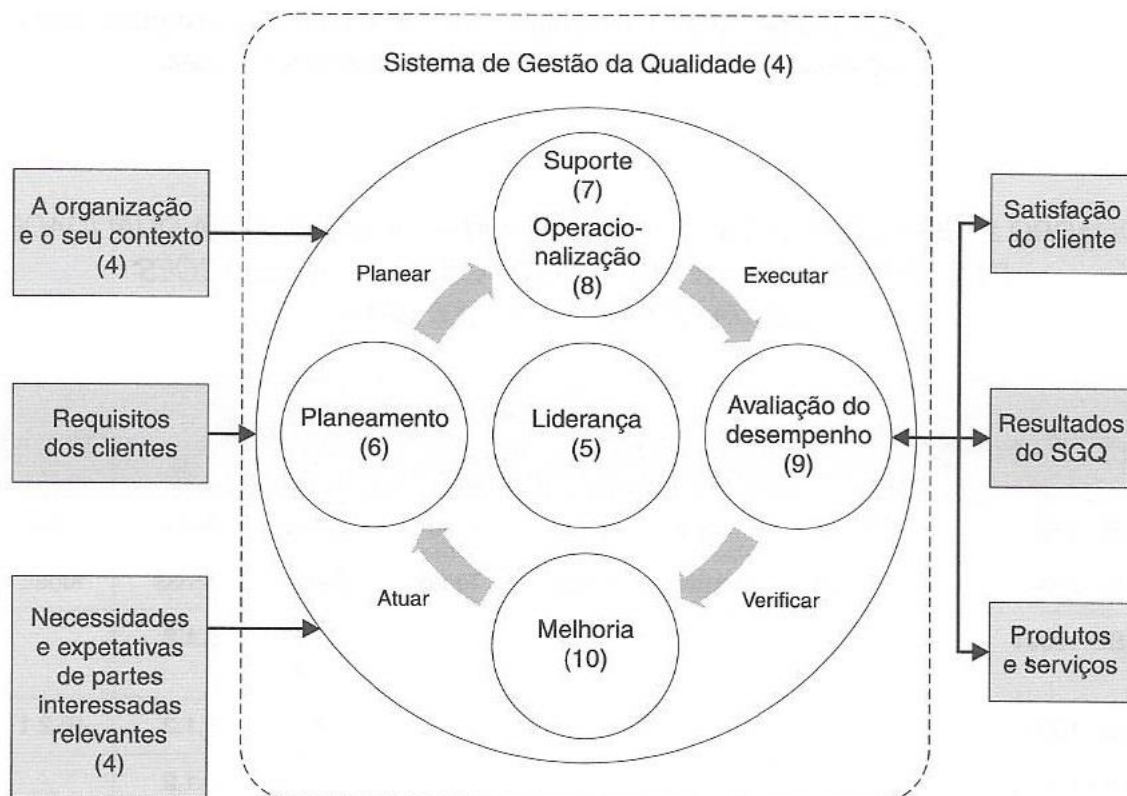 Sistema de Gestão da Qualidade (4)
A organização
e o seu contexto
(4)
Requisitos
dos clientes
Necessidades
e expetativas
de partes
interessadas
relevantes
(4)
Suporte
(7)
Operacio-
nalização
(8)
Planear
Executar
Planeamento
(6)
Liderança
(5)
Avaliação do
desempenho
(9)
Atuar
Verificar
Melhoria
(10)
Satisfação
do cliente
Resultados
do SGQ
Produtos
e serviços